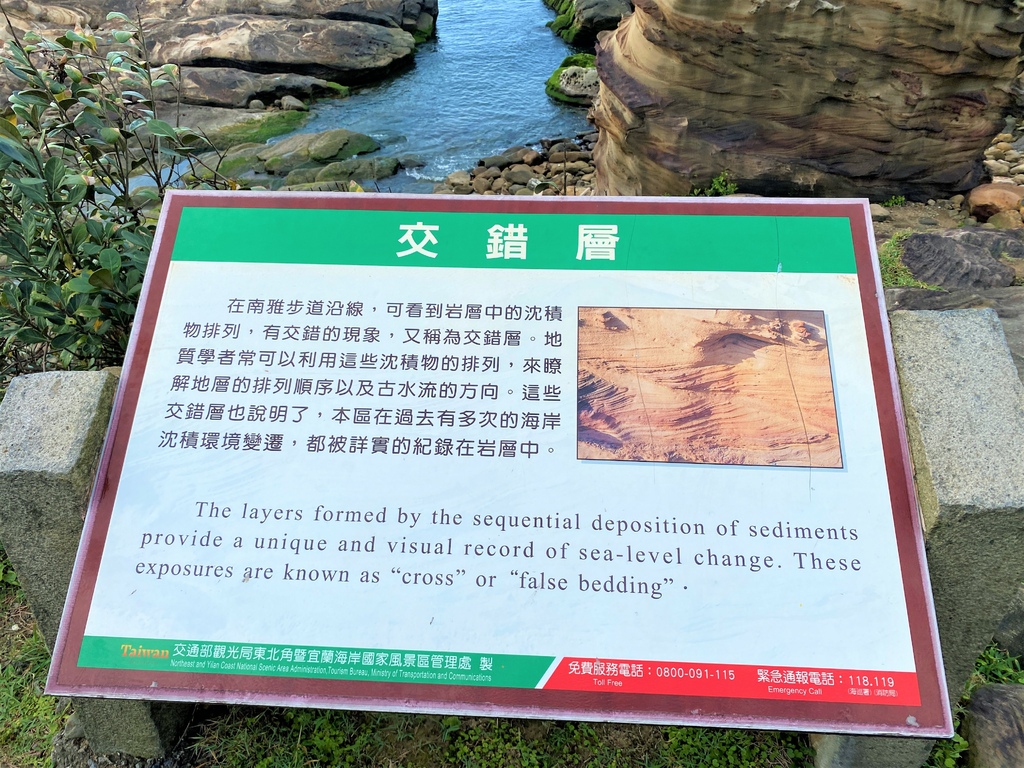 交錯層
在南雅步道沿線，可看到岩層中的沈積
物排列，有交錯的現象，又稱為交錯層。地
質學者常可以利用這些沈積物的排列，來瞭
解地層的排列順序以及古水流的方向。這些
交錯層也說明了，本區在過去有多次的海岸
沈積環境變遷，都被詳實的紀錄在岩層中。
The layers formed by the sequential deposition of sediments
provide a unique and visual record of sea-level change. These
exposures are known as “cross” or “false bedding”．
Taiwan 交通部觀光局東北角暨宜蘭海岸國家風景區管理處 製
Northeast and Yilan Coast National Scenic Area Administration,Tourism Bureau, Ministry of Transportation and Communications
免費服務電話：0800-091-115
Toll Free
緊急通報電話：118.119
Emergency Call (海巡署) (消防局)